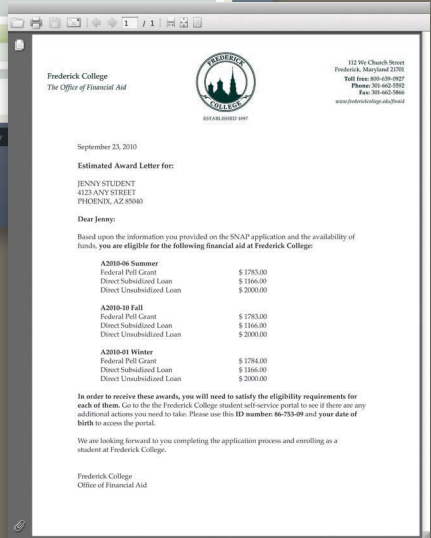 1 / 1
Frederick College
The Office of Financial Aid
FREDERICK
COLLEGE
ESTABLISHED 1697
112 We Church Street
Frederick, Maryland 21701
Toll free: 800-639-0927
Phone: 301-662-5592
Fax: 301-662-5866
www.frederickcollege.edu/finaid
September 23, 2010
Estimated Award Letter for:
JENNY STUDENT
4123 ANY STREET
PHOENIX, AZ 85040
Dear Jenny:
Based upon the information you provided on the SNAP application and the availability of
funds, you are eligible for the following financial aid at Frederick College:
A2010-06 Summer
Federal Pell Grant $ 1783.00
Direct Subsidized Loan $ 1166.00
Direct Unsubsidized Loan $ 2000.00
A2010-10 Fall
Federal Pell Grant $ 1783.00
Direct Subsidized Loan $ 1166.00
Direct Unsubsidized Loan $ 2000.00
A2010-01 Winter
Federal Pell Grant $ 1784.00
Direct Subsidized Loan $ 1166.00
Direct Unsubsidized Loan $ 2000.00
In order to receive these awards, you will need to satisfy the eligibility requirements for
each of them. Go to the the Frederick College student self-service portal to see if there are any
additional actions you need to take. Please use this ID number: 86-753-09 and your date of
birth to access the portal.
We are looking forward to you completing the application process and enrolling as a
student at Frederick College.
Frederick College
Office of Financial Aid